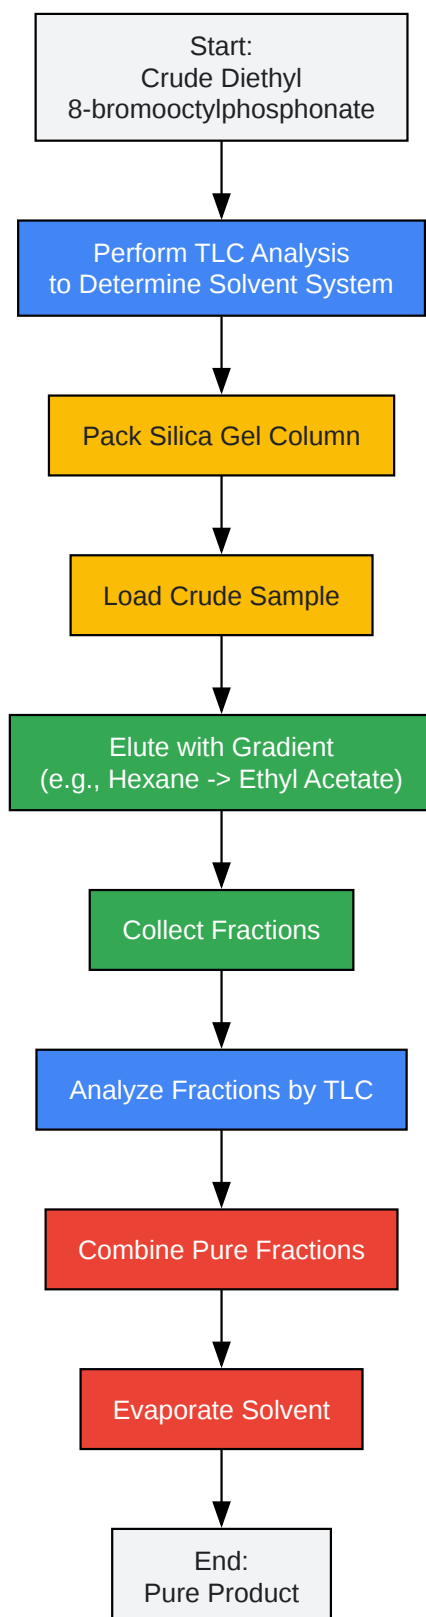 Start:
Crude Diethyl
8-bromooctylphosphonate
Perform TLC Analysis
to Determine Solvent System
Pack Silica Gel Column
Load Crude Sample
Elute with Gradient
(e.g., Hexane -> Ethyl Acetate)
Collect Fractions
Analyze Fractions by TLC
Combine Pure Fractions
Evaporate Solvent
End:
Pure Product